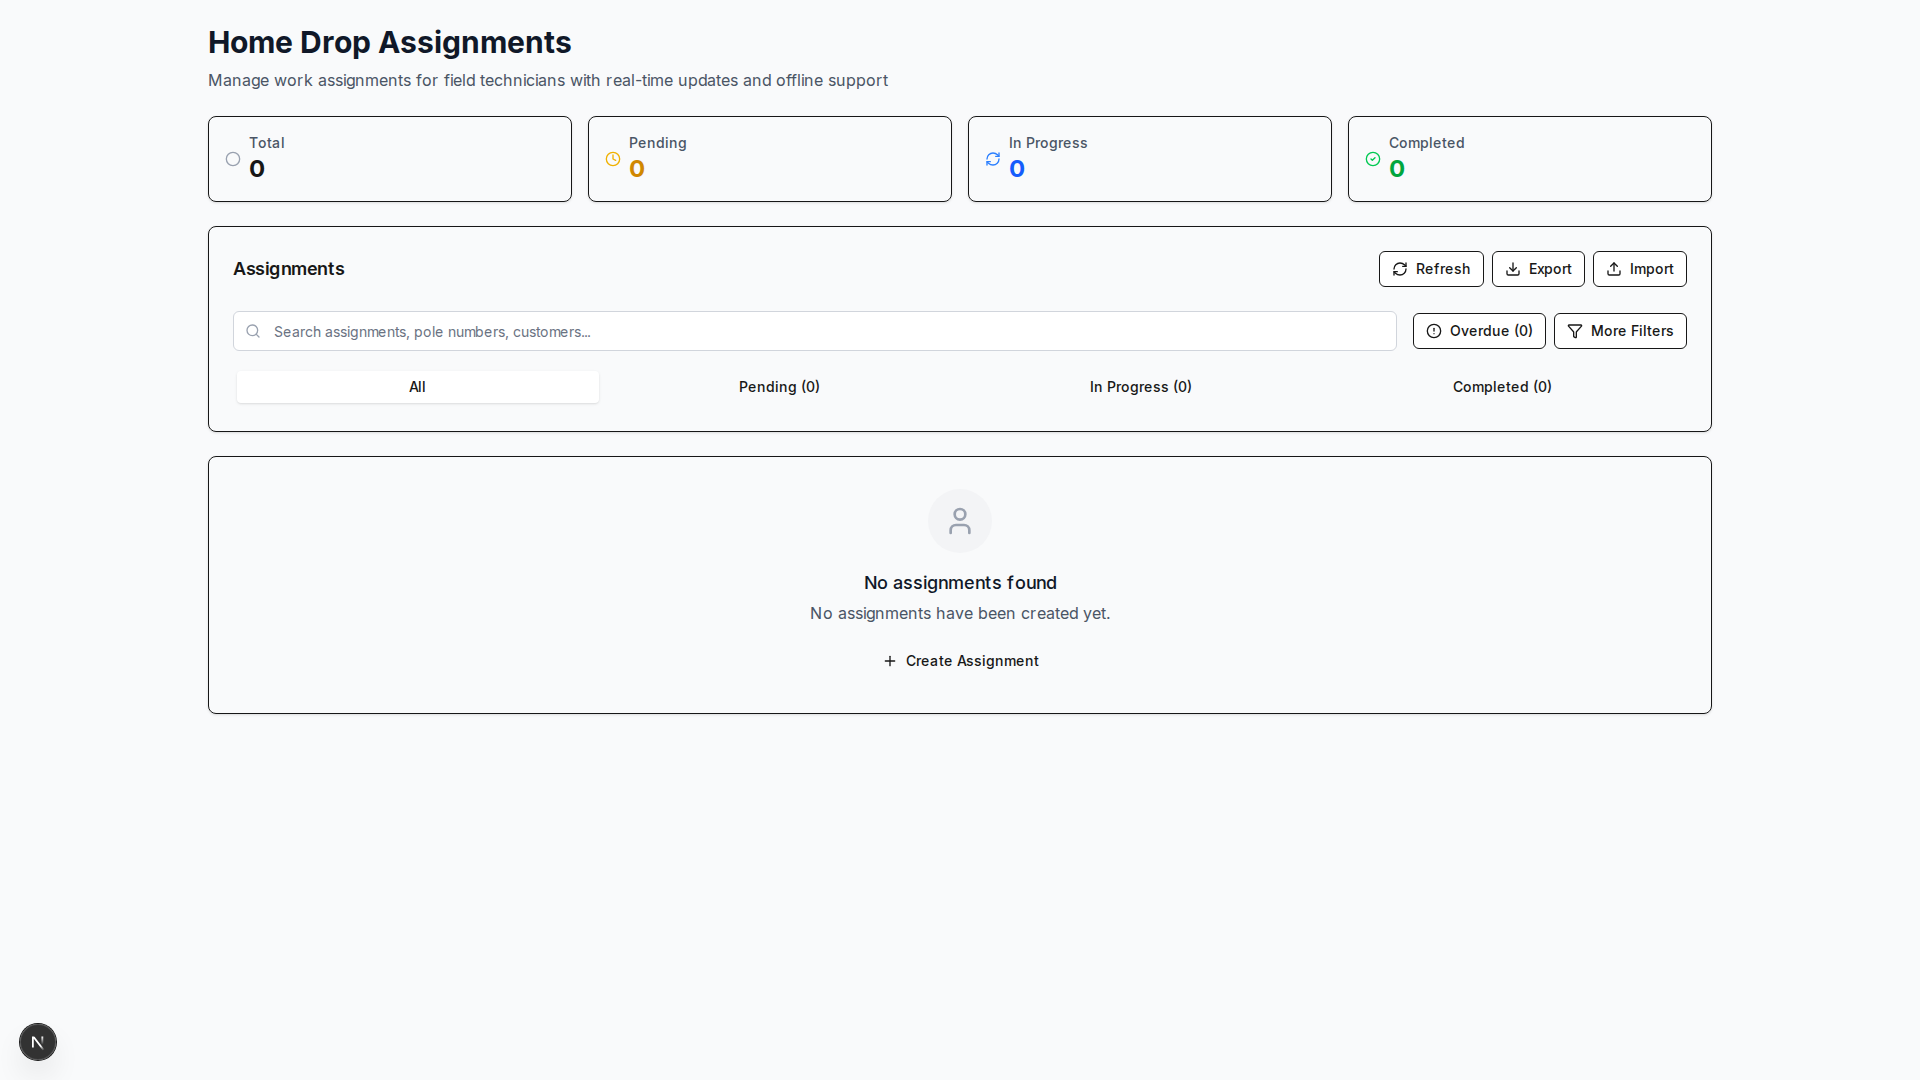 Home Drop Assignments
Manage work assignments for field technicians with real-time updates and offline support
Total
0
Pending
0
In Progress
0
Completed
0
Assignments
Refresh
Export
Import
Search assignments, pole numbers, customers...
Overdue (0)
More Filters
All
Pending (0)
In Progress (0)
Completed (0)
No assignments found
No assignments have been created yet.
Create Assignment
N